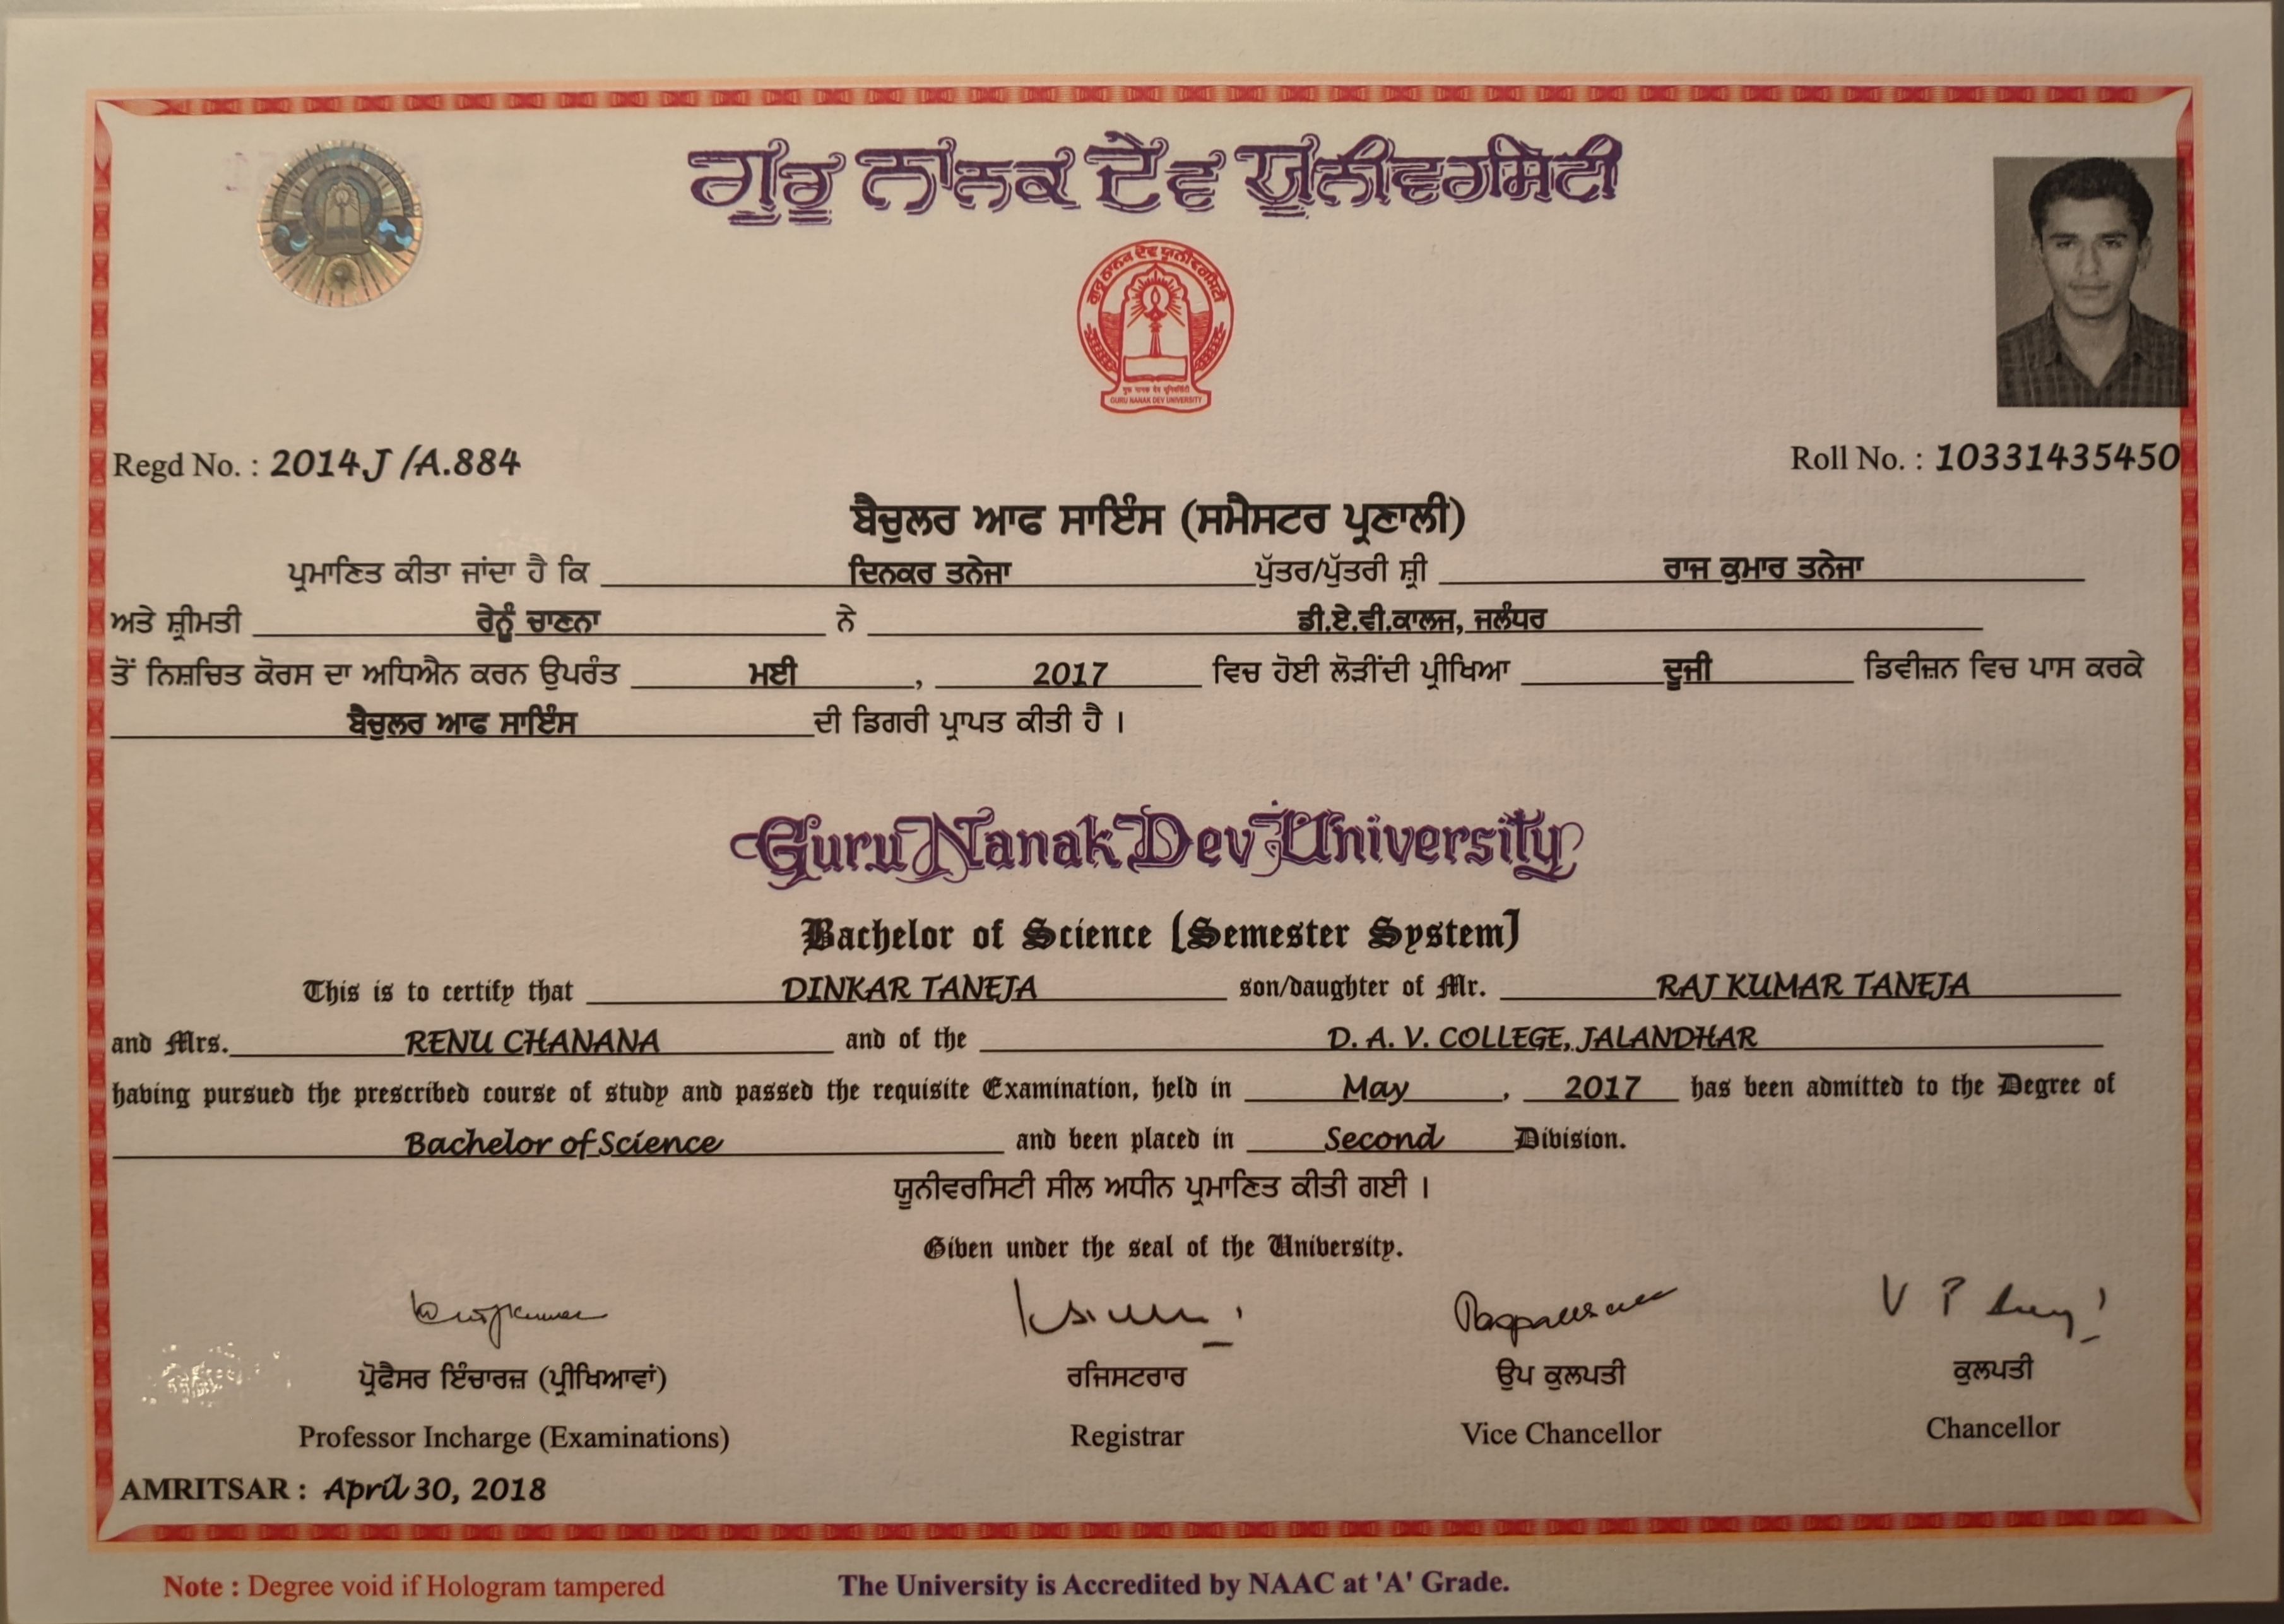 ਗੁਰੂ ਨਾਨਕ ਦੇਵ ਯੂਨੀਵਰਸਿਟੀ
ਗੁਰੂ ਨਾਨਕ ਦੇਵ ਯੂਨੀਵਰਸਿਟੀ
गुरु नानक देव यूनिवर्सिटी
GURU NANAK DEV UNIVERSITY
Regd No. : 2014.J /A.884 Roll No. : 10331435450
ਬੈਚੁਲਰ ਆਫ ਸਾਇੰਸ (ਸਮੈਸਟਰ ਪ੍ਰਣਾਲੀ)
ਪ੍ਰਮਾਣਿਤ ਕੀਤਾ ਜਾਂਦਾ ਹੈ ਕਿ ਦਿਨਕਰ ਤਨੇਜਾ ਪੁੱਤਰ/ਪੁੱਤਰੀ ਸ਼੍ਰੀ ਰਾਜ ਕੁਮਾਰ ਤਨੇਜਾ
ਅਤੇ ਸ਼੍ਰੀਮਤੀ ਰੇਨੂੰ ਚਾਣਨਾ ਨੇ ਡੀ.ਏ.ਵੀ.ਕਾਲਜ, ਜਲੰਧਰ
ਤੋਂ ਨਿਸ਼ਚਿਤ ਕੋਰਸ ਦਾ ਅਧਿਐਨ ਕਰਨ ਉਪਰੰਤ ਮਈ , 2017 ਵਿਚ ਹੋਈ ਲੋੜੀਂਦੀ ਪ੍ਰੀਖਿਆ ਦੂਜੀ ਡਿਵੀਜ਼ਨ ਵਿਚ ਪਾਸ ਕਰਕੇ
ਬੈਚੁਲਰ ਆਫ ਸਾਇੰਸ ਦੀ ਡਿਗਰੀ ਪ੍ਰਾਪਤ ਕੀਤੀ ਹੈ ।
Guru Nanak Dev University
Bachelor of Science (Semester System)
This is to certify that DINKAR TANEJA son/daughter of Mr. RAJ KUMAR TANEJA
and Mrs. RENU CHANANA and of the D. A. V. COLLEGE, JALANDHAR
having pursued the prescribed course of study and passed the requisite Examination, held in May , 2017 has been admitted to the Degree of
Bachelor of Science and been placed in Second Division.
ਯੂਨੀਵਰਸਿਟੀ ਸੀਲ ਅਧੀਨ ਪ੍ਰਮਾਣਿਤ ਕੀਤੀ ਗਈ ।
Given under the seal of the University.
ਪ੍ਰੋਫੈਸਰ ਇੰਚਾਰਜ਼ (ਪ੍ਰੀਖਿਆਵਾਂ) ਰਜਿਸਟਰਾਰ ਉਪ ਕੁਲਪਤੀ ਕੁਲਪਤੀ
Professor Incharge (Examinations) Registrar Vice Chancellor Chancellor
AMRITSAR : April 30, 2018
Note : Degree void if Hologram tampered The University is Accredited by NAAC at 'A' Grade.